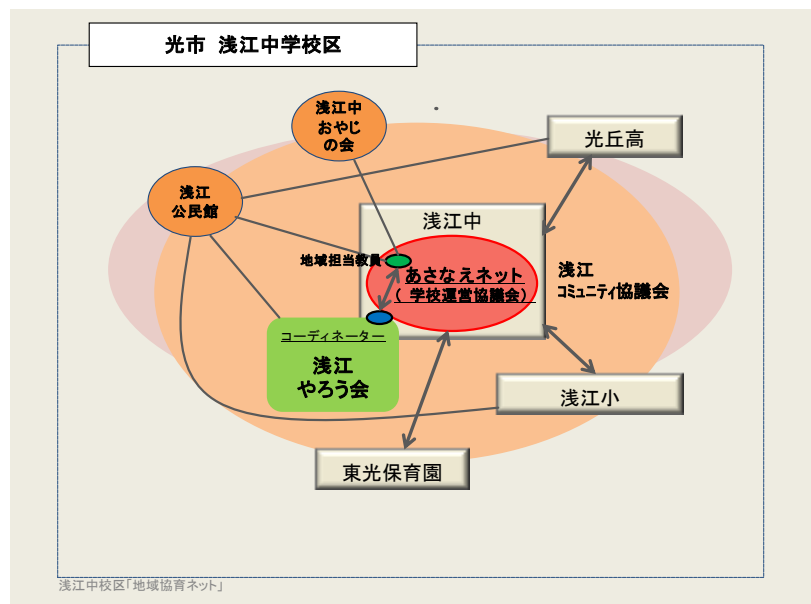 光市 浅江中学校区
浅江中
おやじ
の会
光丘高
浅江
公民館
浅江中
地域担当教員
あさなえネット
( 学校運営協議会)
浅江
コミュニティ協議会
コーディネーター
浅江
やろう会
浅江小
東光保育園
浅江中校区「地域協育ネット」